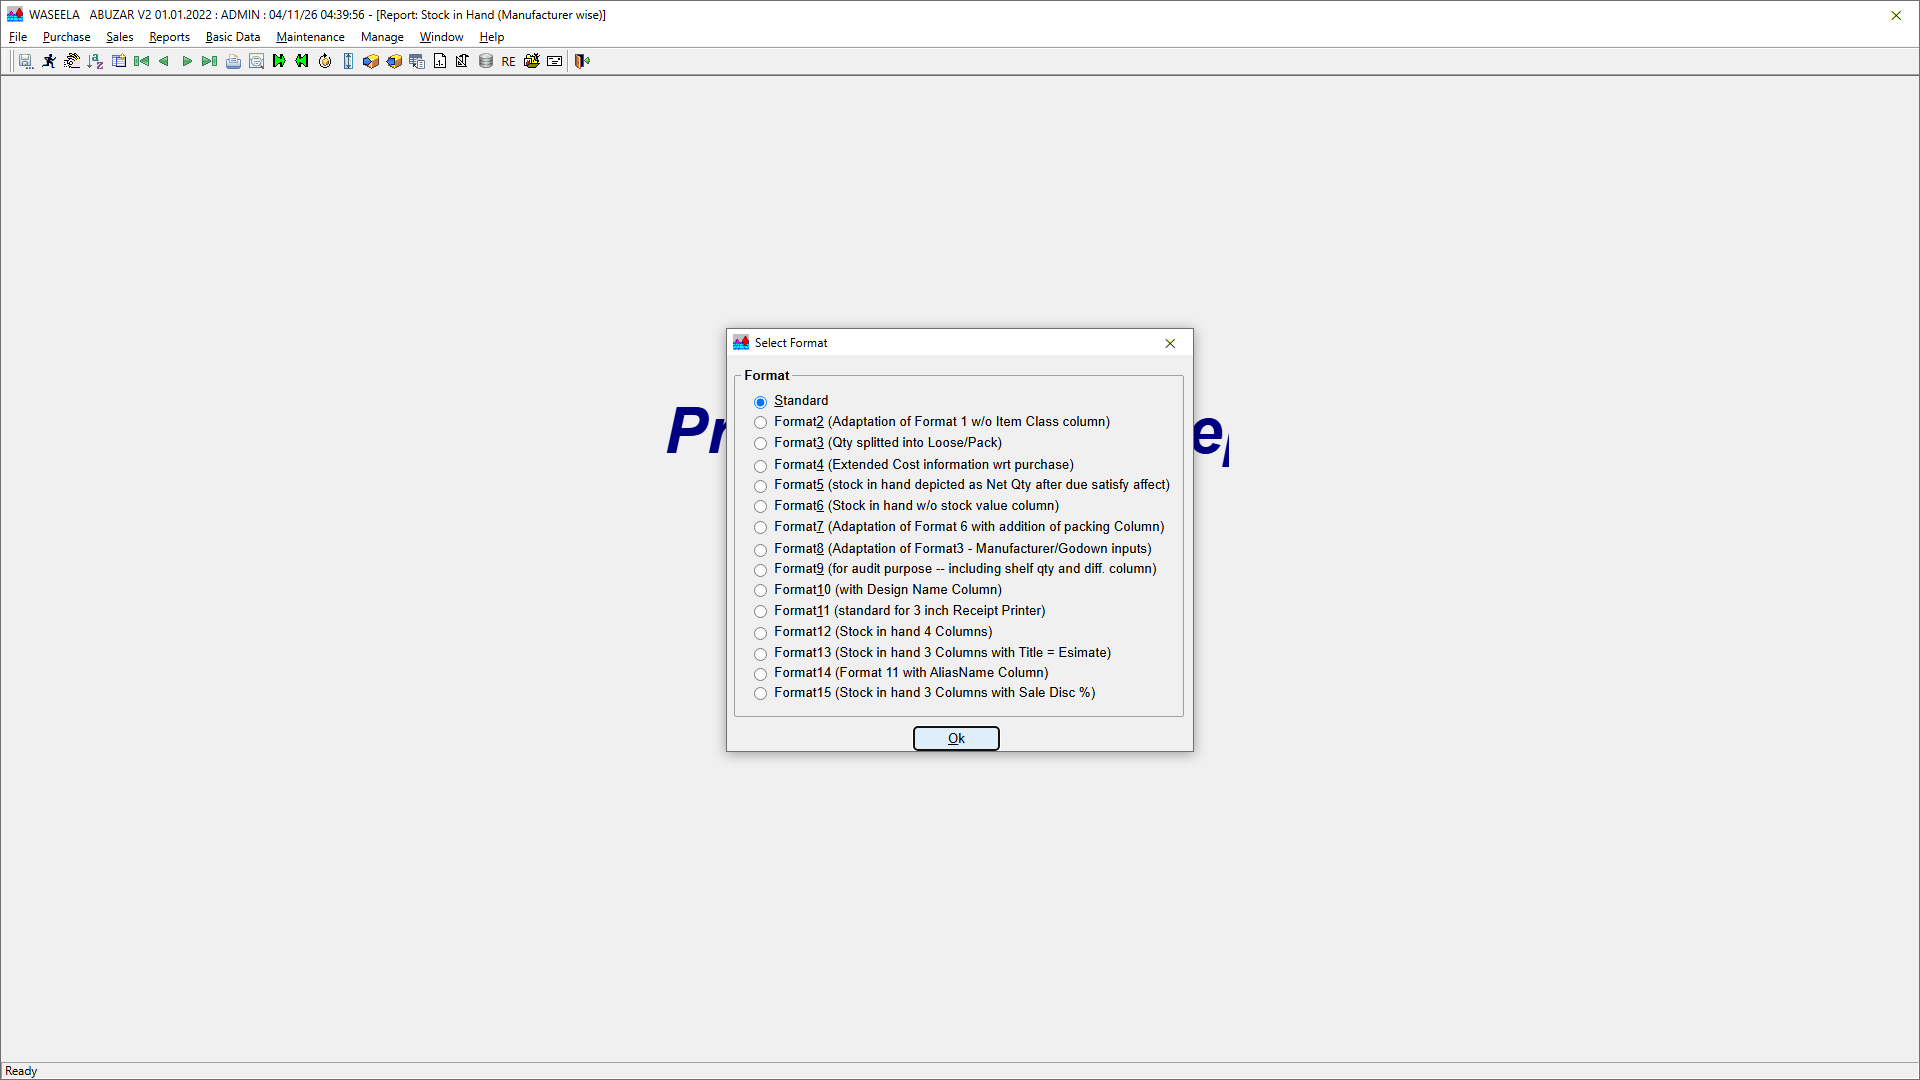 WASEELA ABUZAR V2 01.01.2022 : ADMIN : 04/11/26 04:39:56 - [Report: Stock in Hand (Manufacturer wise)]
File Purchase Sales Reports Basic Data Maintenance Manage Window Help
RE
Select Format
Format
Standard
Format2 (Adaptation of Format 1 w/o Item Class column)
Format3 (Qty splitted into Loose/Pack)
Format4 (Extended Cost information wrt purchase)
Format5 (stock in hand depicted as Net Qty after due satisfy affect)
Format6 (Stock in hand w/o stock value column)
Format7 (Adaptation of Format 6 with addition of packing Column)
Format8 (Adaptation of Format3 - Manufacturer/Godown inputs)
Format9 (for audit purpose -- including shelf qty and diff. column)
Format10 (with Design Name Column)
Format11 (standard for 3 inch Receipt Printer)
Format12 (Stock in hand 4 Columns)
Format13 (Stock in hand 3 Columns with Title = Esimate)
Format14 (Format 11 with AliasName Column)
Format15 (Stock in hand 3 Columns with Sale Disc %)
Ok
Ready